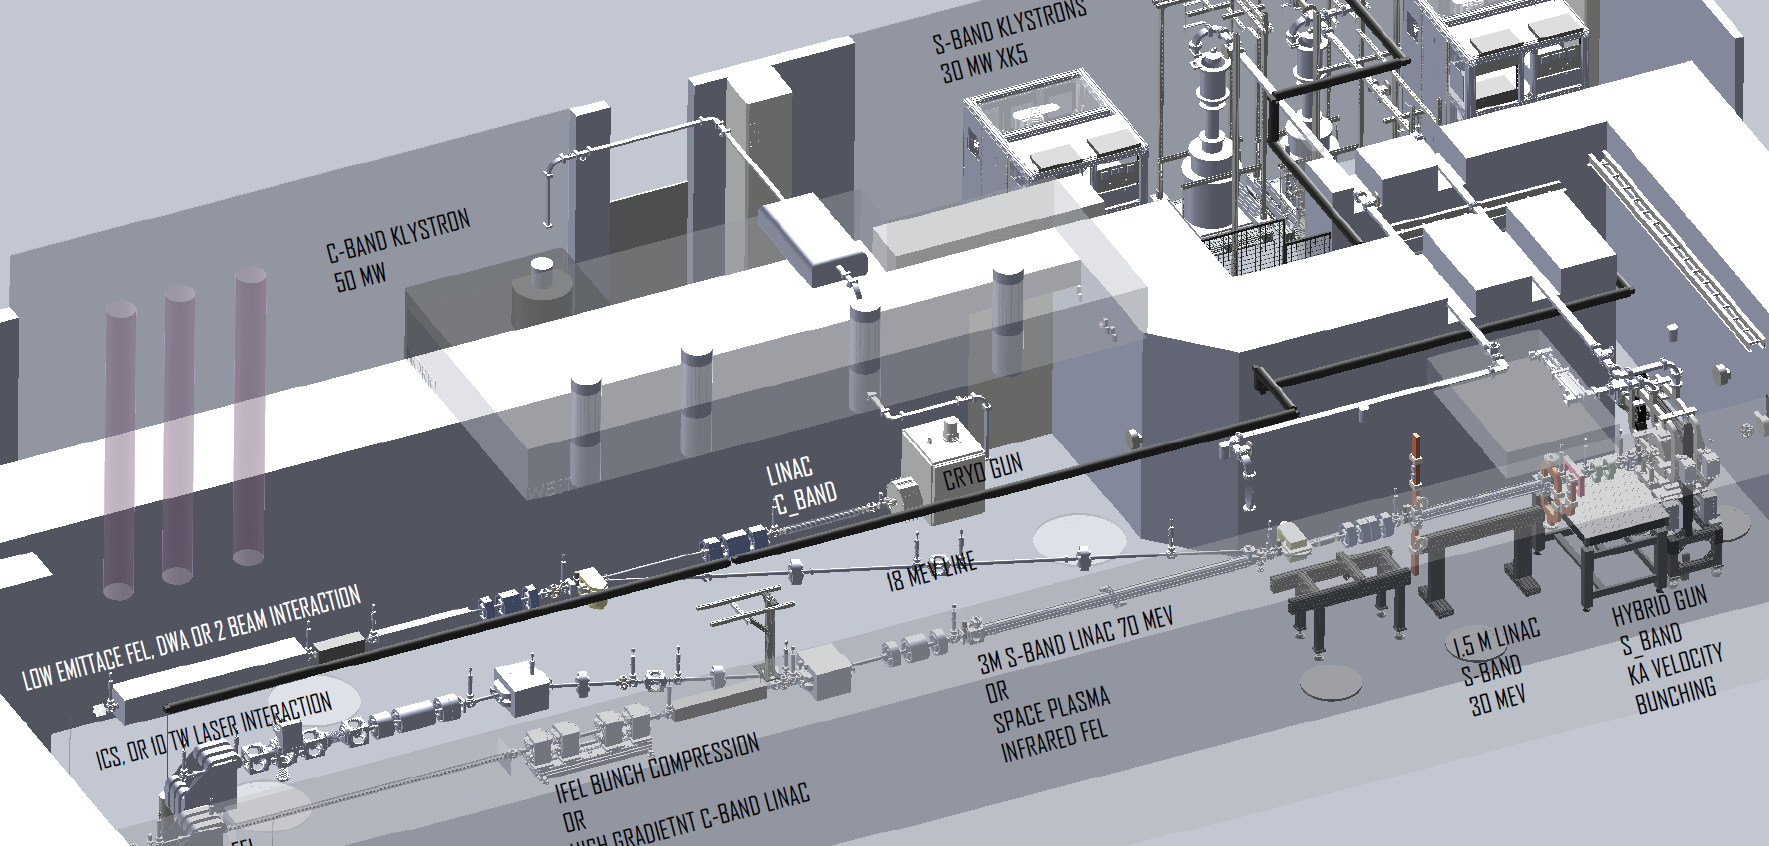 S-BAND KLYSTRONS
30 MW XK5
C-BAND KLYSTRON
50 MW
LINAC
C_BAND
CRYO GUN
18 MEV LINE
LOW EMITTACE FEL, DWA OR 2 BEAM INTERACTION
ICS, OR 10 TW LASER INTERACTION
3M S-BAND LINAC 70 MEV
OR
SPACE PLASMA
INFRARED FEL
1.5 M LINAC
S-BAND
30 MEV
HYBRID GUN
S_BAND
KA VELOCITY
BUNCHING
IFEL BUNCH COMPRESSION
OR
HIGH GRADIETNT C-BAND LINAC
FEL